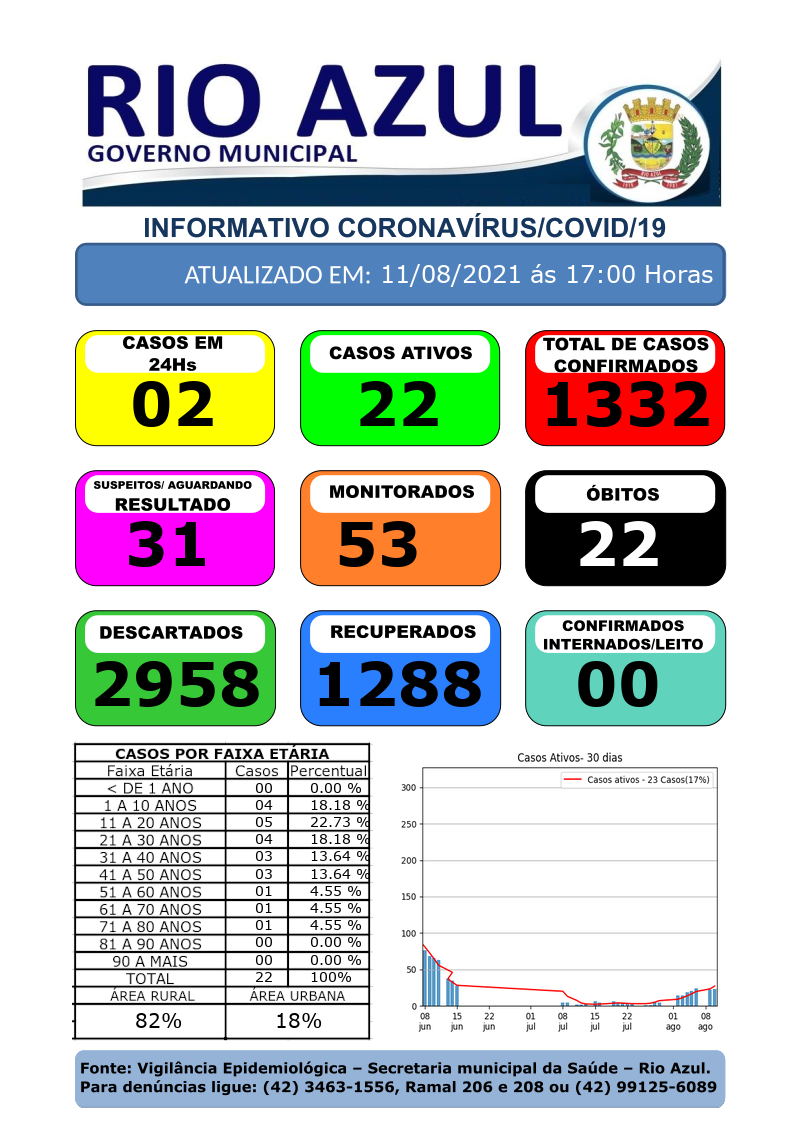 RIO AZUL
GOVERNO MUNICIPAL
RIO AZUL
INFORMATIVO CORONAVÍRUS/COVID/19
ATUALIZADO EM: 11/08/2021 ás 17:00 Horas
CASOS EM
24Hs
02
CASOS ATIVOS
22
TOTAL DE CASOS
CONFIRMADOS
1332
SUSPEITOS/ AGUARDANDO
RESULTADO
31
MONITORADOS
53
ÓBITOS
22
DESCARTADOS
2958
RECUPERADOS
1288
CONFIRMADOS
INTERNADOS/LEITO
00
CASOS POR FAIXA ETÁRIA
Faixa Etária Casos Percentual
< DE 1 ANO 00 0.00 %
1 A 10 ANOS 04 18.18 %
11 A 20 ANOS 05 22.73 %
21 A 30 ANOS 04 18.18 %
31 A 40 ANOS 03 13.64 %
41 A 50 ANOS 03 13.64 %
51 A 60 ANOS 01 4.55 %
61 A 70 ANOS 01 4.55 %
71 A 80 ANOS 01 4.55 %
81 A 90 ANOS 00 0.00 %
90 A MAIS 00 0.00 %
TOTAL 22 100%
ÁREA RURAL ÁREA URBANA
82% 18%
Casos Ativos- 30 dias
Casos ativos - 23 Casos(17%)
300
250
200
150
100
50
0
08 15 22 01 08 15 22 01 08
jun jun jun jul jul jul jul ago ago
Fonte: Vigilância Epidemiológica – Secretaria municipal da Saúde – Rio Azul.
Para denúncias ligue: (42) 3463-1556, Ramal 206 e 208 ou (42) 99125-6089